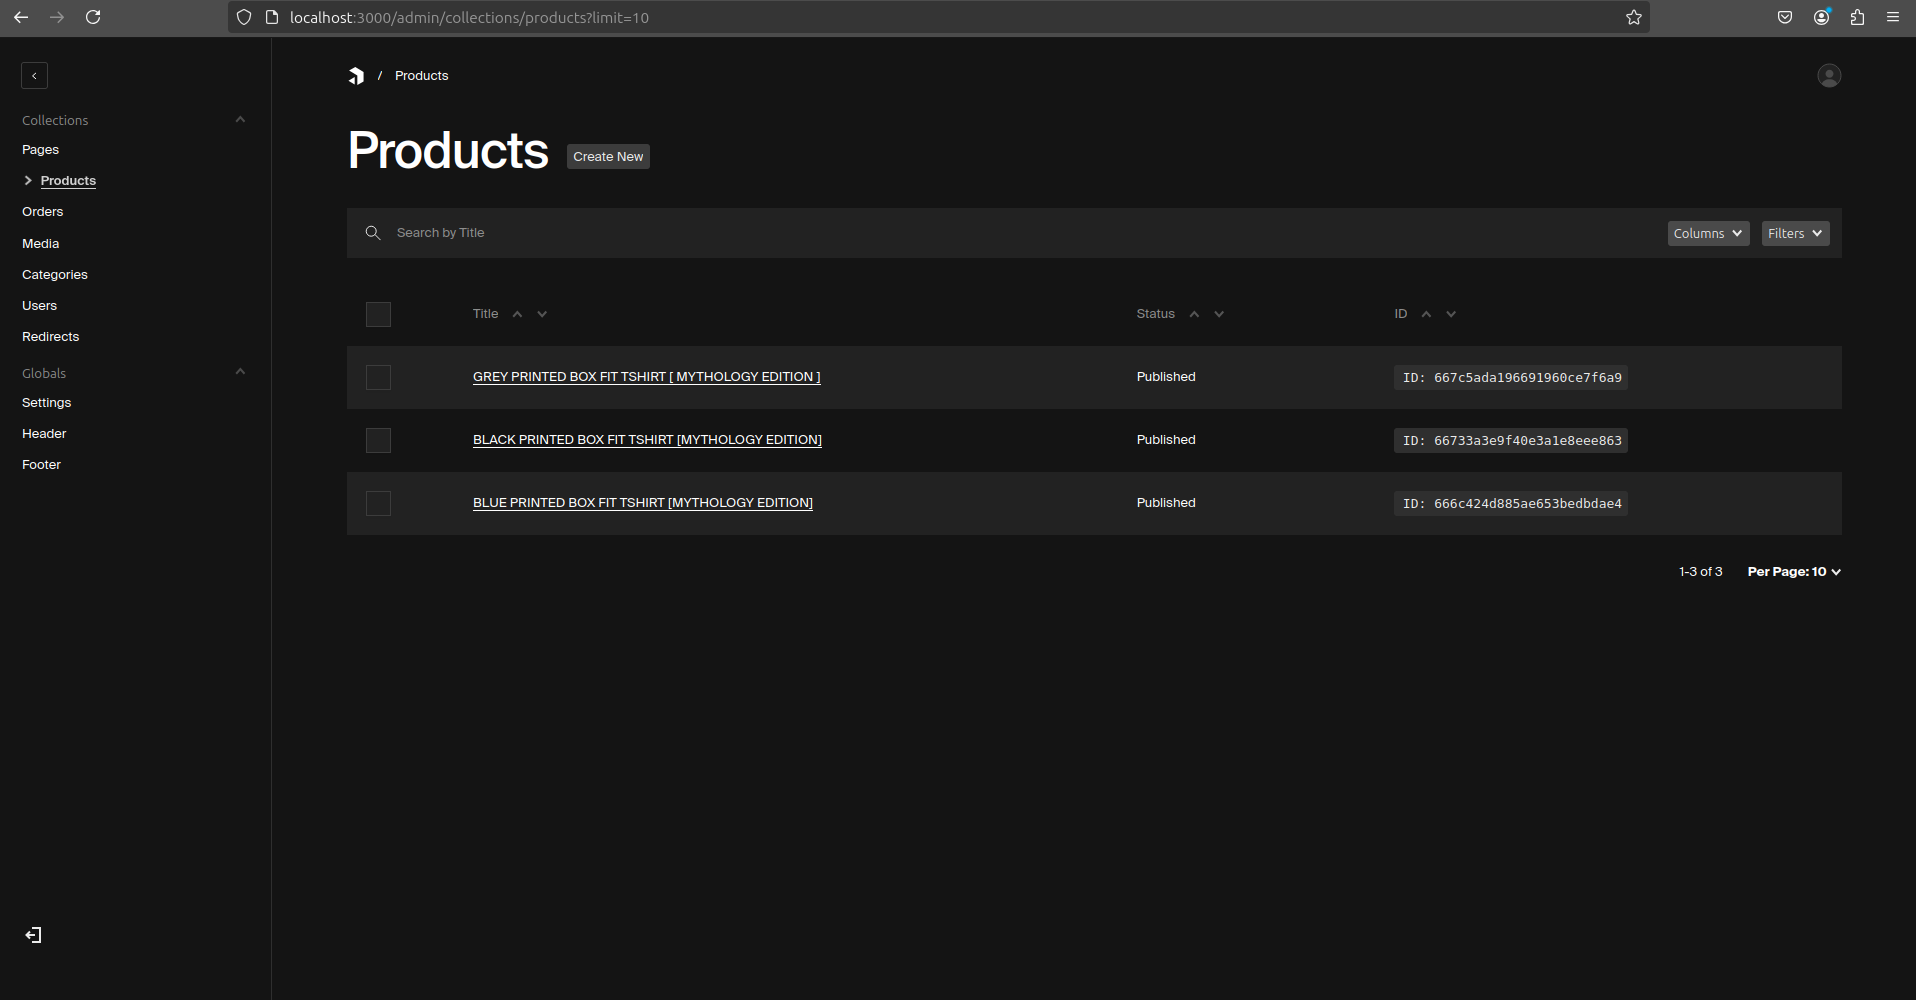 localhost:3000/admin/collections/products?limit=10
/ Products
Collections
Pages
Products
Orders
Media
Categories
Users
Redirects
Globals
Settings
Header
Footer
Products Create New
Search by Title Columns Filters
Title Status ID
GREY PRINTED BOX FIT TSHIRT [ MYTHOLOGY EDITION ] Published ID: 667c5ada196691960ce7f6a9
BLACK PRINTED BOX FIT TSHIRT [MYTHOLOGY EDITION] Published ID: 66733a3e9f40e3a1e8eee863
BLUE PRINTED BOX FIT TSHIRT [MYTHOLOGY EDITION] Published ID: 666c424d885ae653bedbdae4
1-3 of 3 Per Page: 10